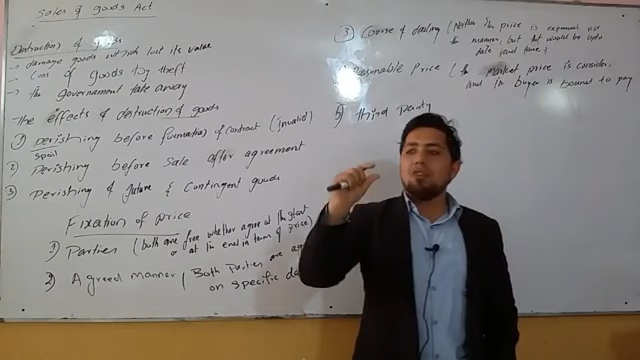 Sales of goods Act
Destruction of goods
→ damage goods which lost its value
→ Loss of goods by theft
→ the government take away
The effects of destruction of goods
① perishing before formation of contract (invalid)
spoil
2) Perishing before Sale after agreement
3) Perishing of future & Contingent goods
Fixation of price
1) Parties (both are free whether agree at the start
or at the end in term of price)
2) Agreed manner (Both Parties are
on specific
③ Course of dealing (Neither the price is expressed nor
the manner, but it would be upto
date
Reasonable Price (the market price is consider
and the buyer is bound to pay
5) third Party